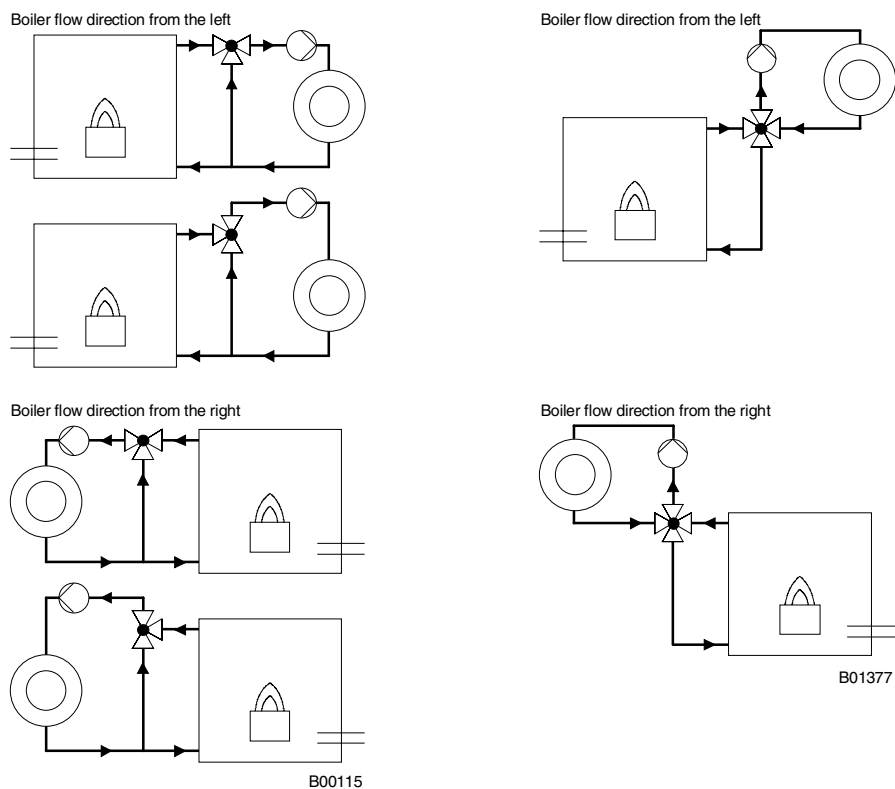 Boiler flow direction from the left
Boiler flow direction from the right
B00115
Boiler flow direction from the left
Boiler flow direction from the right
B01377